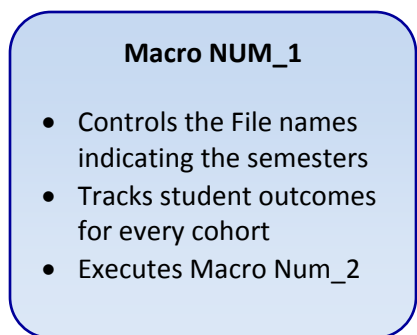 Macro NUM_1
• Controls the File names
indicating the semesters
• Tracks student outcomes
for every cohort
• Executes Macro Num_2